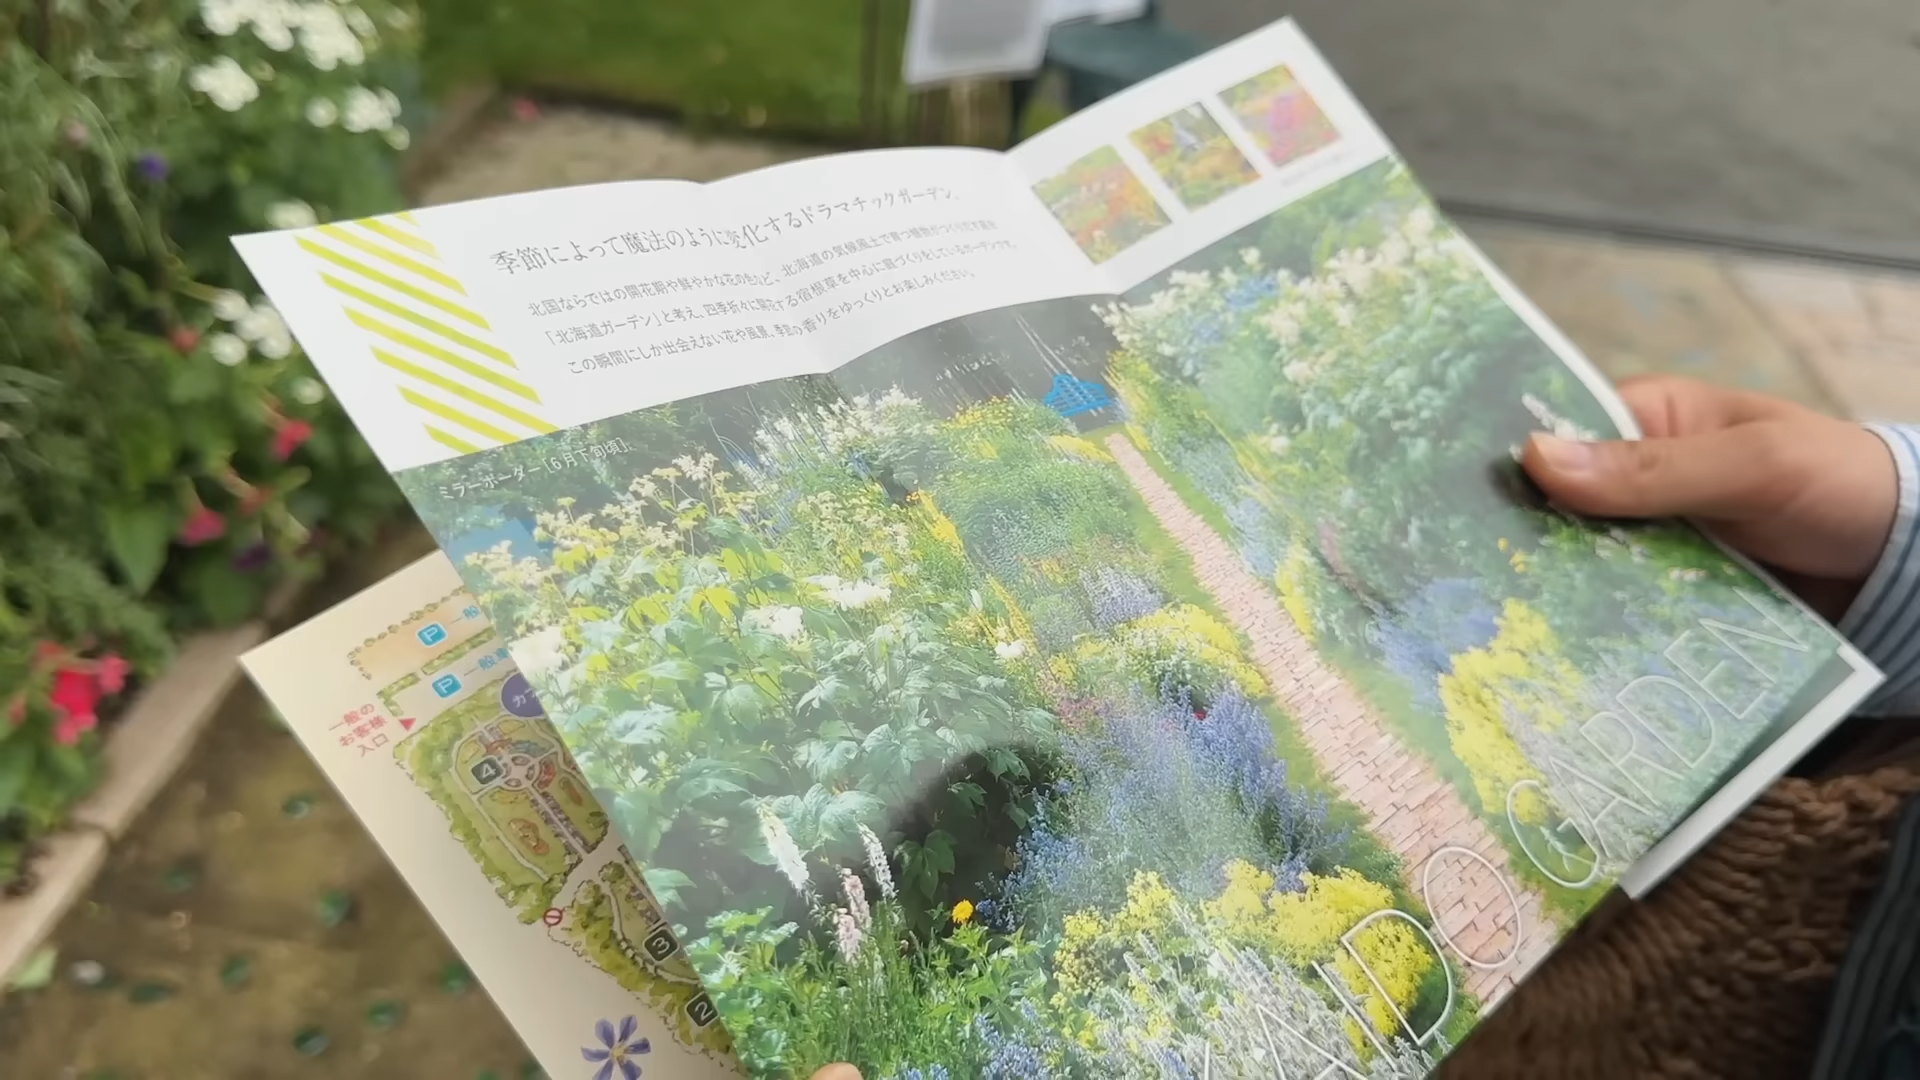 季節によって魔法のように変化するドラマチックガーデン。
北国ならではの開花期や鮮やかな花の色など、北海道の気候風土で育つ植物がつくりだす庭を
「北海道ガーデン」と考え、四季折々に開花する宿根草を中心に庭づくりをしているガーデンです。
この瞬間にしか出会えない花や風景、季節の香りをゆっくりとお楽しみください。
ミラーボーダー［6月下旬頃］
P 一般
P 一般車
カ
一般の
お客様
入口
4
3
2
GARDEN